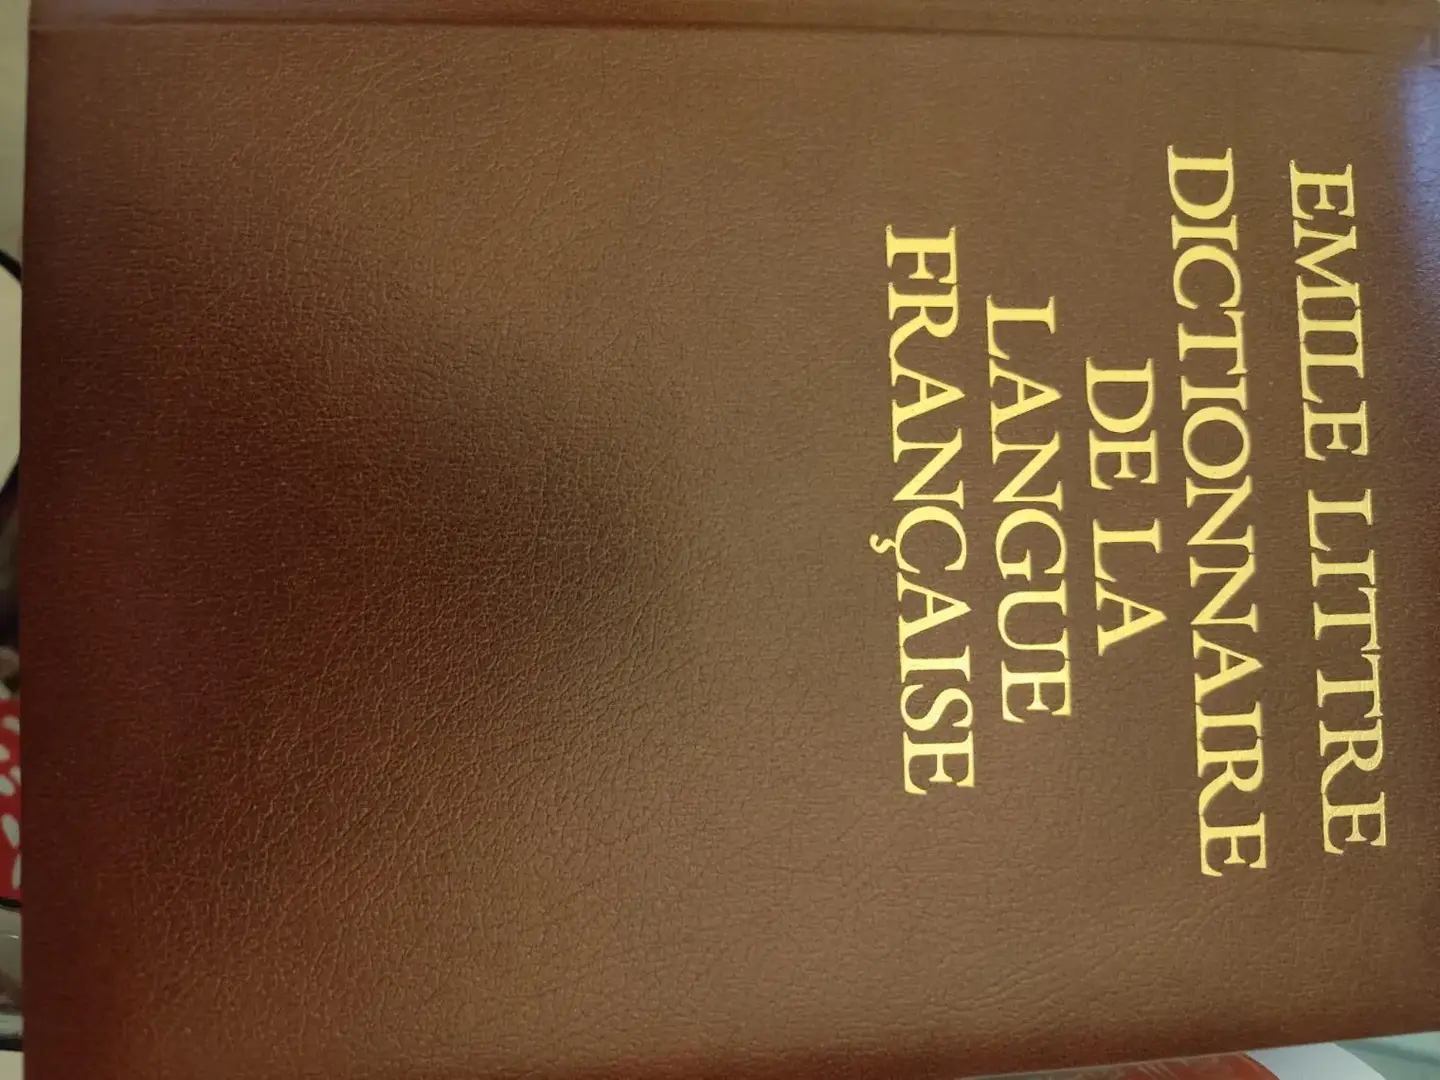 EMILE LITTRE
DICTIONNAIRE
DE LA
LANGUE
FRANÇAISE